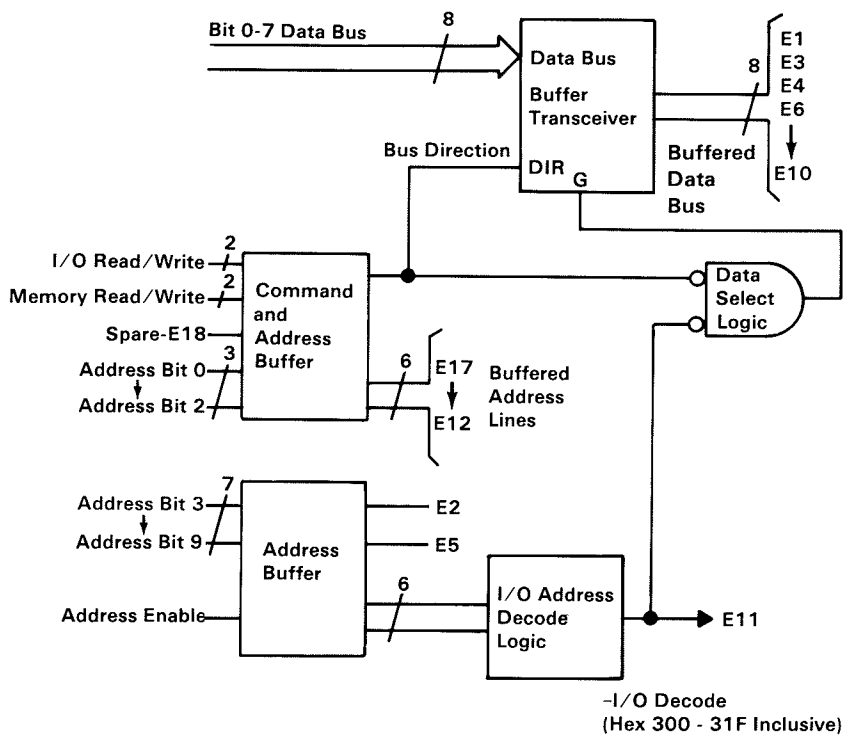 Bit 0-7 Data Bus
8
Data Bus
Buffer
Transceiver
DIR
G
8
E1
E3
E4
E6
E10
Buffered
Data
Bus
Bus Direction
I/O Read/Write
2
Memory Read/Write
2
Spare-E18
Address Bit 0
3
Address Bit 2
Command
and
Address
Buffer
6
E17
E12
Buffered
Address
Lines
Data
Select
Logic
Address Bit 3
7
Address Bit 9
Address Enable
Address
Buffer
E2
E5
6
I/O Address
Decode
Logic
E11
–I/O Decode
(Hex 300 - 31F Inclusive)